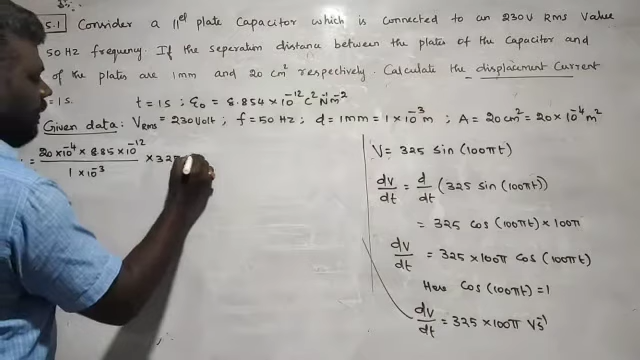 5.1 Consider a 11el plate Capacitor which is connected to an 230V RMS Value
50 Hz frequency. If the seperation distance between the plates of the Capacitor and
of the plates are 1mm and 20 cm² respectively. Calculate the displacement Current
= 1s. t = 1s ; ε₀ = 8.854 × 10⁻¹² C² N⁻¹ m⁻²
Given data: VRMS = 230 Volt ; f = 50 Hz ; d = 1mm = 1 × 10⁻³ m ; A = 20 cm² = 20 × 10⁻⁴ m²
= 20 × 10⁻⁴ × 8.85 × 10⁻¹² / 1 × 10⁻³ × 325
V = 325 sin (100πt)
dv/dt = d/dt (325 sin (100πt))
= 325 cos (100πt) × 100π
dv/dt = 325 × 100π cos (100πt)
Here cos (100πt) = 1
dv/dt = 325 × 100π Vs⁻¹